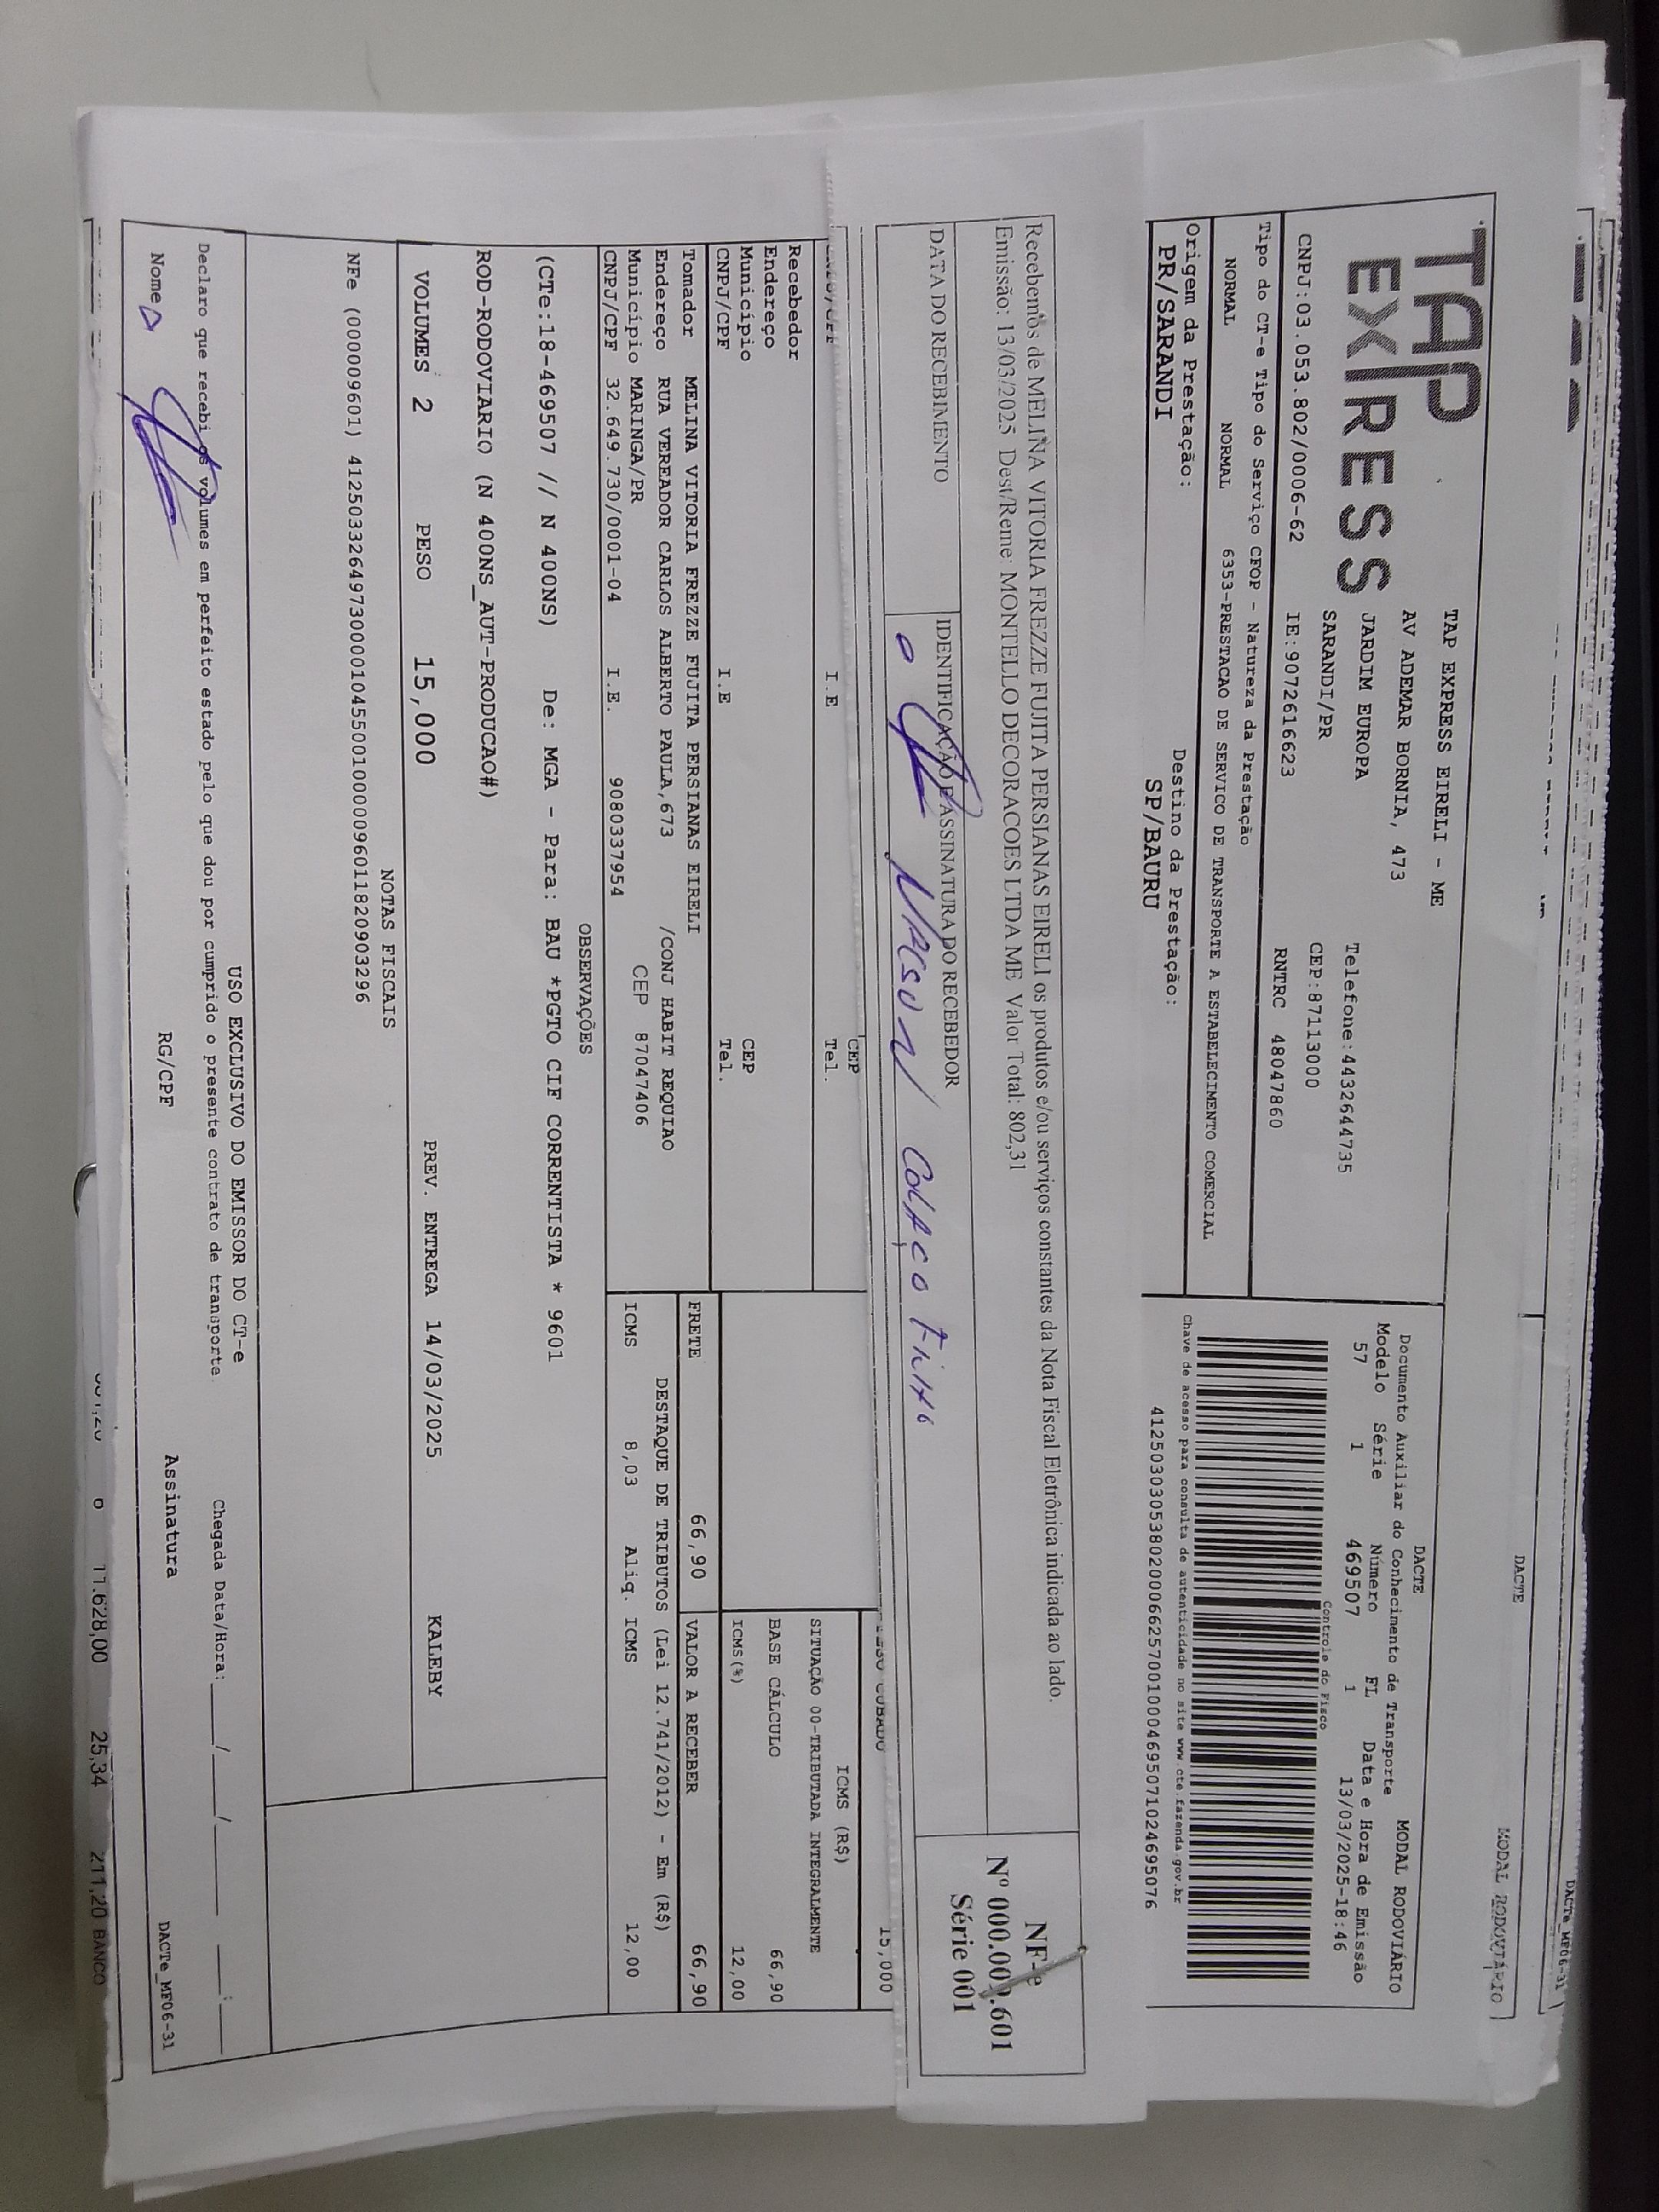 DACTe_MF06-31
DACTE
MODAL RODOVIÁRIO
TAP
EXPRESS
TAP EXPRESS EIRELI - ME
AV ADEMAR BORNIA, 473
JARDIM EUROPA
SARANDI/PR
Telefone:4432644735
CEP:87113000
CNPJ:03.053.802/0006-62 IE:9072616623 RNTRC 48047860
DACTE
MODAL RODOVIÁRIO
Documento Auxiliar do Conhecimento de Transporte
Modelo Série Número FL Data e Hora de Emissão
57 1 469507 1 13/03/2025-18:46
Controle do Fisco
Tipo do CT-e Tipo do Serviço CFOP - Natureza da Prestação
NORMAL NORMAL 6353-PRESTACAO DE SERVICO DE TRANSPORTE A ESTABELECIMENTO COMERCIAL
Chave de acesso para consulta de autenticidade no site www.cte.fazenda.gov.br
41250303053802000662570010004695071024695076
Origem da Prestação: Destino da Prestação:
PR/SARANDI SP/BAURU
Recebemos de MELINA VITORIA FREZZE FUJITA PERSIANAS EIRELI os produtos e/ou serviços constantes da Nota Fiscal Eletrônica indicada ao lado.
Emissão: 13/03/2025 Dest/Reme: MONTELLO DECORACOES LTDA ME Valor Total: 802,31
NF-e
Nº 000.009.601
Série 001
DATA DO RECEBIMENTO
IDENTIFICAÇÃO E ASSINATURA DO RECEBEDOR
15,000
I.E
CEP
Tel.
Recebedor
Endereço
Município CEP
CNPJ/CPF I.E Tel.
ICMS (R$)
SITUAÇÃO 00-TRIBUTADA INTEGRALMENTE
BASE CÁLCULO 66,90
ICMS(%) 12,00
Tomador MELINA VITORIA FREZZE FUJITA PERSIANAS EIRELI
Endereço RUA VEREADOR CARLOS ALBERTO PAULA,673 /CONJ HABIT REQUIAO
Município MARINGA/PR CEP 87047406
CNPJ/CPF 32.649.730/0001-04 I.E. 9080337954
FRETE 66,90 VALOR A RECEBER 66,90
DESTAQUE DE TRIBUTOS (Lei 12.741/2012) - Em (R$)
ICMS 8,03 Aliq. ICMS 12,00
OBSERVAÇÕES
(CTe:18-469507 // N 400NS) De: MGA - Para: BAU *PGTO CIF CORRENTISTA * 9601
ROD-RODOVIARIO (N 400NS_AUT-PRODUCAO#)
VOLUMES 2 PESO 15,000 PREV. ENTREGA 14/03/2025 KALEBY
NOTAS FISCAIS
NFe (000009601) 41250332649730000104550010000096011820903296
USO EXCLUSIVO DO EMISSOR DO CT-e
Declaro que recebi os volumes em perfeito estado pelo que dou por cumprido o presente contrato de transporte Chegada Data/Hora:___/___/____ ___:___
Nome RG/CPF Assinatura DACTe_MF06-31
11.628,00 25,34 211,20 BANCO